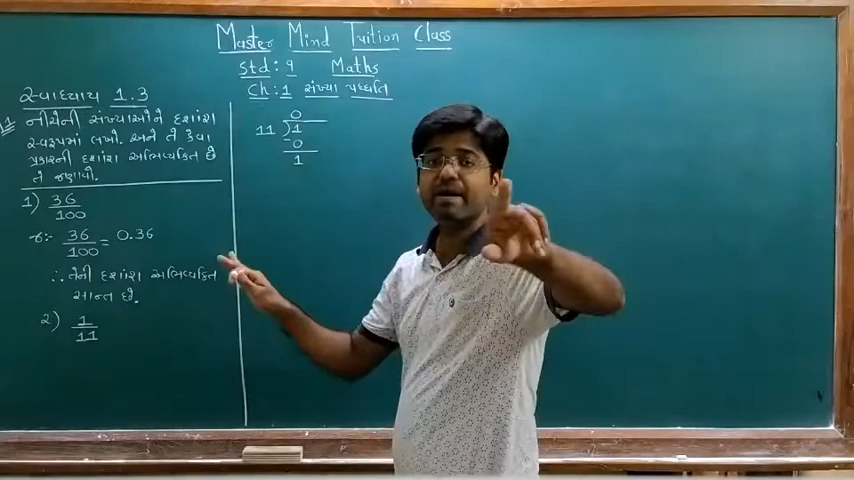 Master Mind Tuition Class
Std : 9 Maths
Ch : 1 સંખ્યા પધ્ધતિ
સ્વાધ્યાય 1.3
1 નીચેની સંખ્યાઓને દશાંશ
સ્વરૂપમાં લખો. અને તે કેવા
પ્રકારની દશાંશ અભિવ્યક્તિ છે
તે જણાવો.
1) 36
100
જ:- 36
100 = 0.36
∴ તેની દશાંશ અભિવ્યક્તિ
સાન્ત છે.
2) 1
11
0
11 ) 1
- 0
1